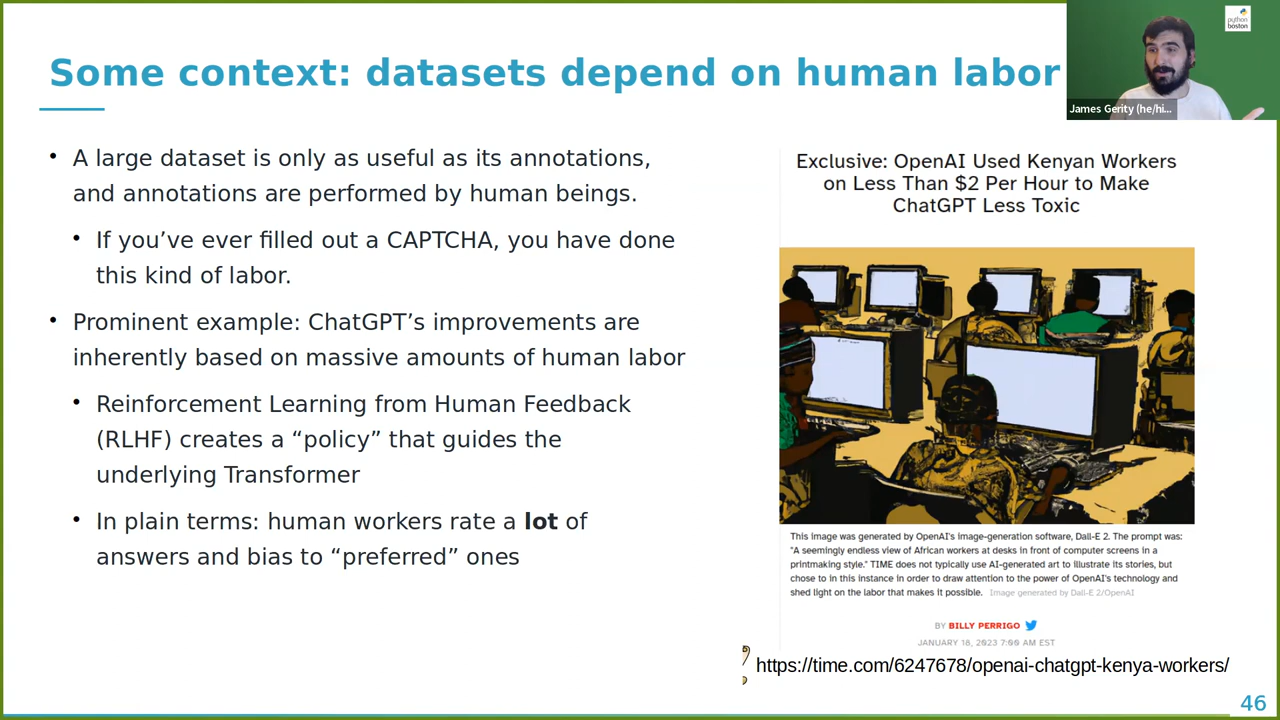 Some context: datasets depend on human labor
python
boston
James Gerity (he/hi...
• A large dataset is only as useful as its annotations,
and annotations are performed by human beings.
• If you’ve ever filled out a CAPTCHA, you have done
this kind of labor.
• Prominent example: ChatGPT’s improvements are
inherently based on massive amounts of human labor
• Reinforcement Learning from Human Feedback
(RLHF) creates a “policy” that guides the
underlying Transformer
• In plain terms: human workers rate a lot of
answers and bias to “preferred” ones
Exclusive: OpenAI Used Kenyan Workers
on Less Than $2 Per Hour to Make
ChatGPT Less Toxic
This image was generated by OpenAI's image-generation software, Dall-E 2. The prompt was:
"A seemingly endless view of African workers at desks in front of computer screens in a
printmaking style." TIME does not typically use AI-generated art to illustrate its stories, but
chose to in this instance in order to draw attention to the power of OpenAI's technology and
shed light on the labor that makes it possible. Image generated by Dall-E 2/OpenAI
BY BILLY PERRIGO
JANUARY 18, 2023 7:00 AM EST
https://time.com/6247678/openai-chatgpt-kenya-workers/
46